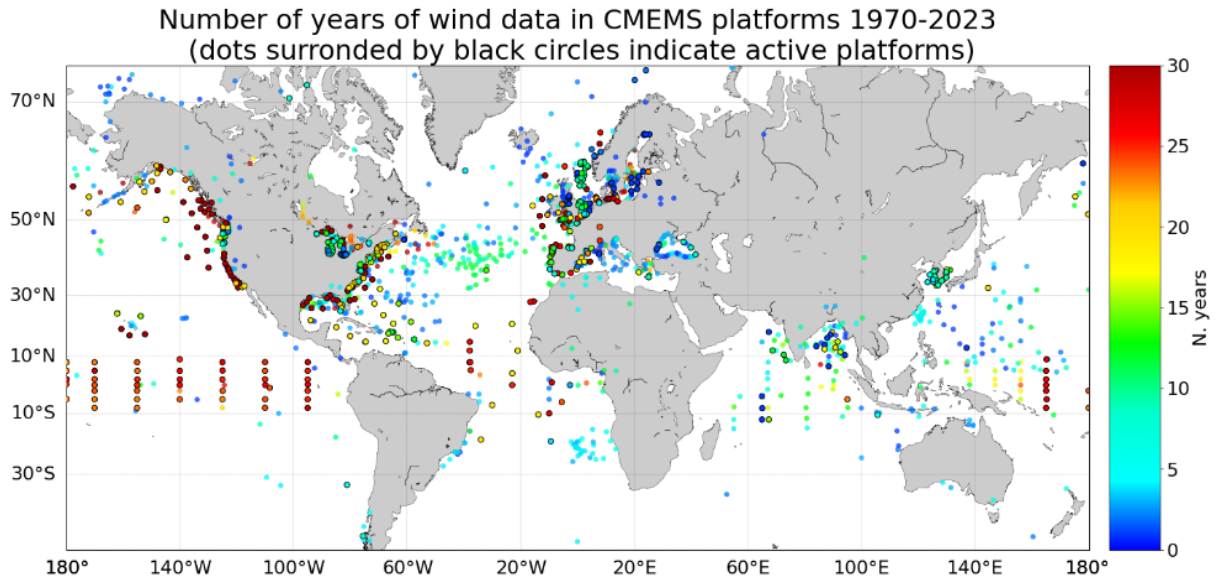 Number of years of wind data in CMEMS platforms 1970-2023
(dots surronded by black circles indicate active platforms)
70°N
50°N
30°N
10°N
10°S
30°S
180° 140°W 100°W 60°W 20°W 20°E 60°E 100°E 140°E 180°
30
25
20
15
10
5
0
N. years